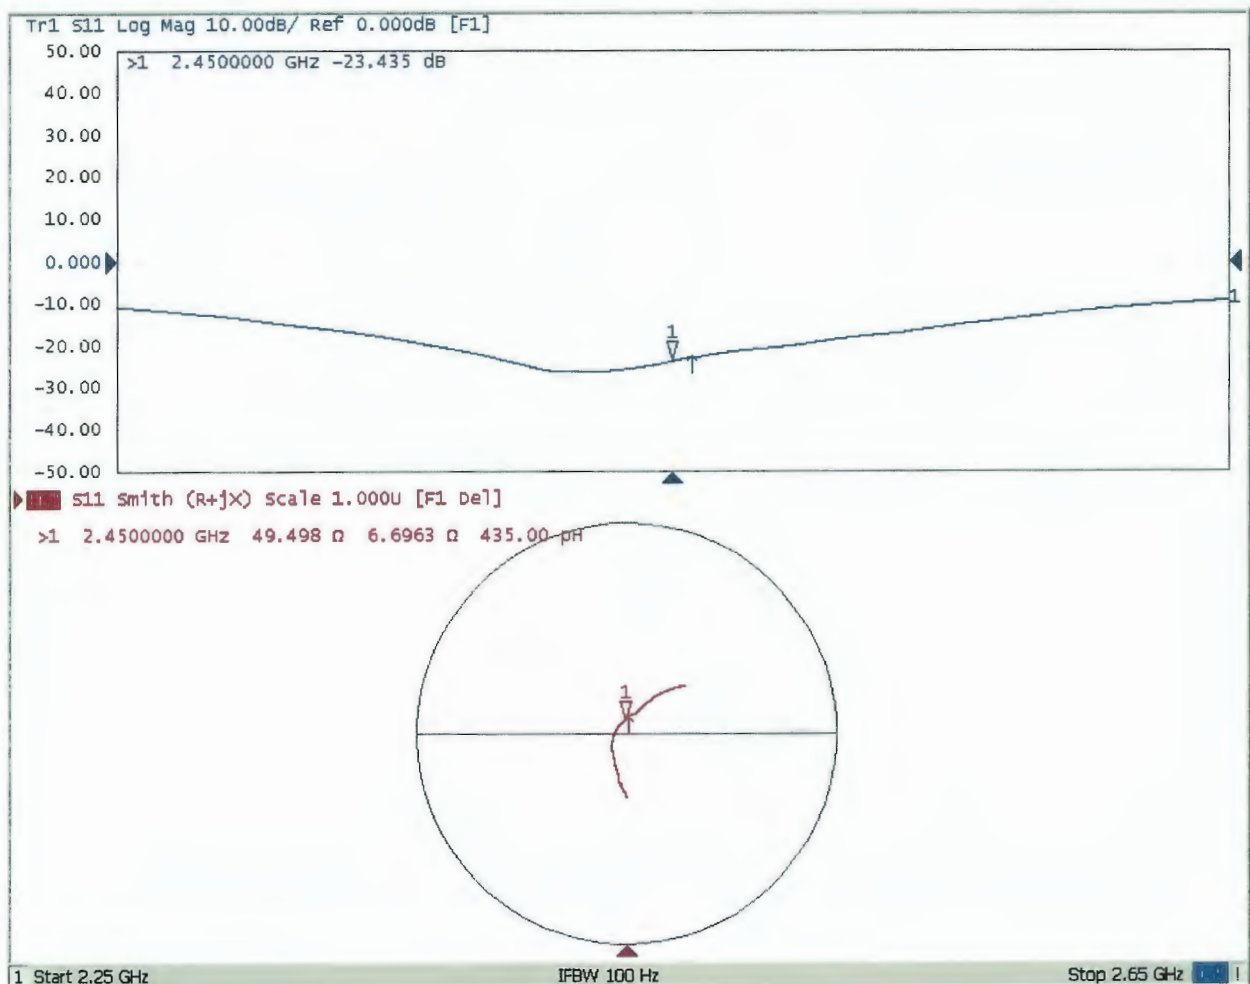 Tr1 S11 Log Mag 10.00dB/ Ref 0.000dB [F1]
50.00
>1 2.4500000 GHz -23.435 dB
40.00
30.00
20.00
10.00
0.000
-10.00
1
-20.00
1
-30.00
-40.00
-50.00
S11 Smith (R+jX) Scale 1.000U [F1 Del]
>1 2.4500000 GHz 49.498 Ω 6.6963 Ω 435.00 pH
1
1 Start 2.25 GHz IFBW 100 Hz Stop 2.65 GHz